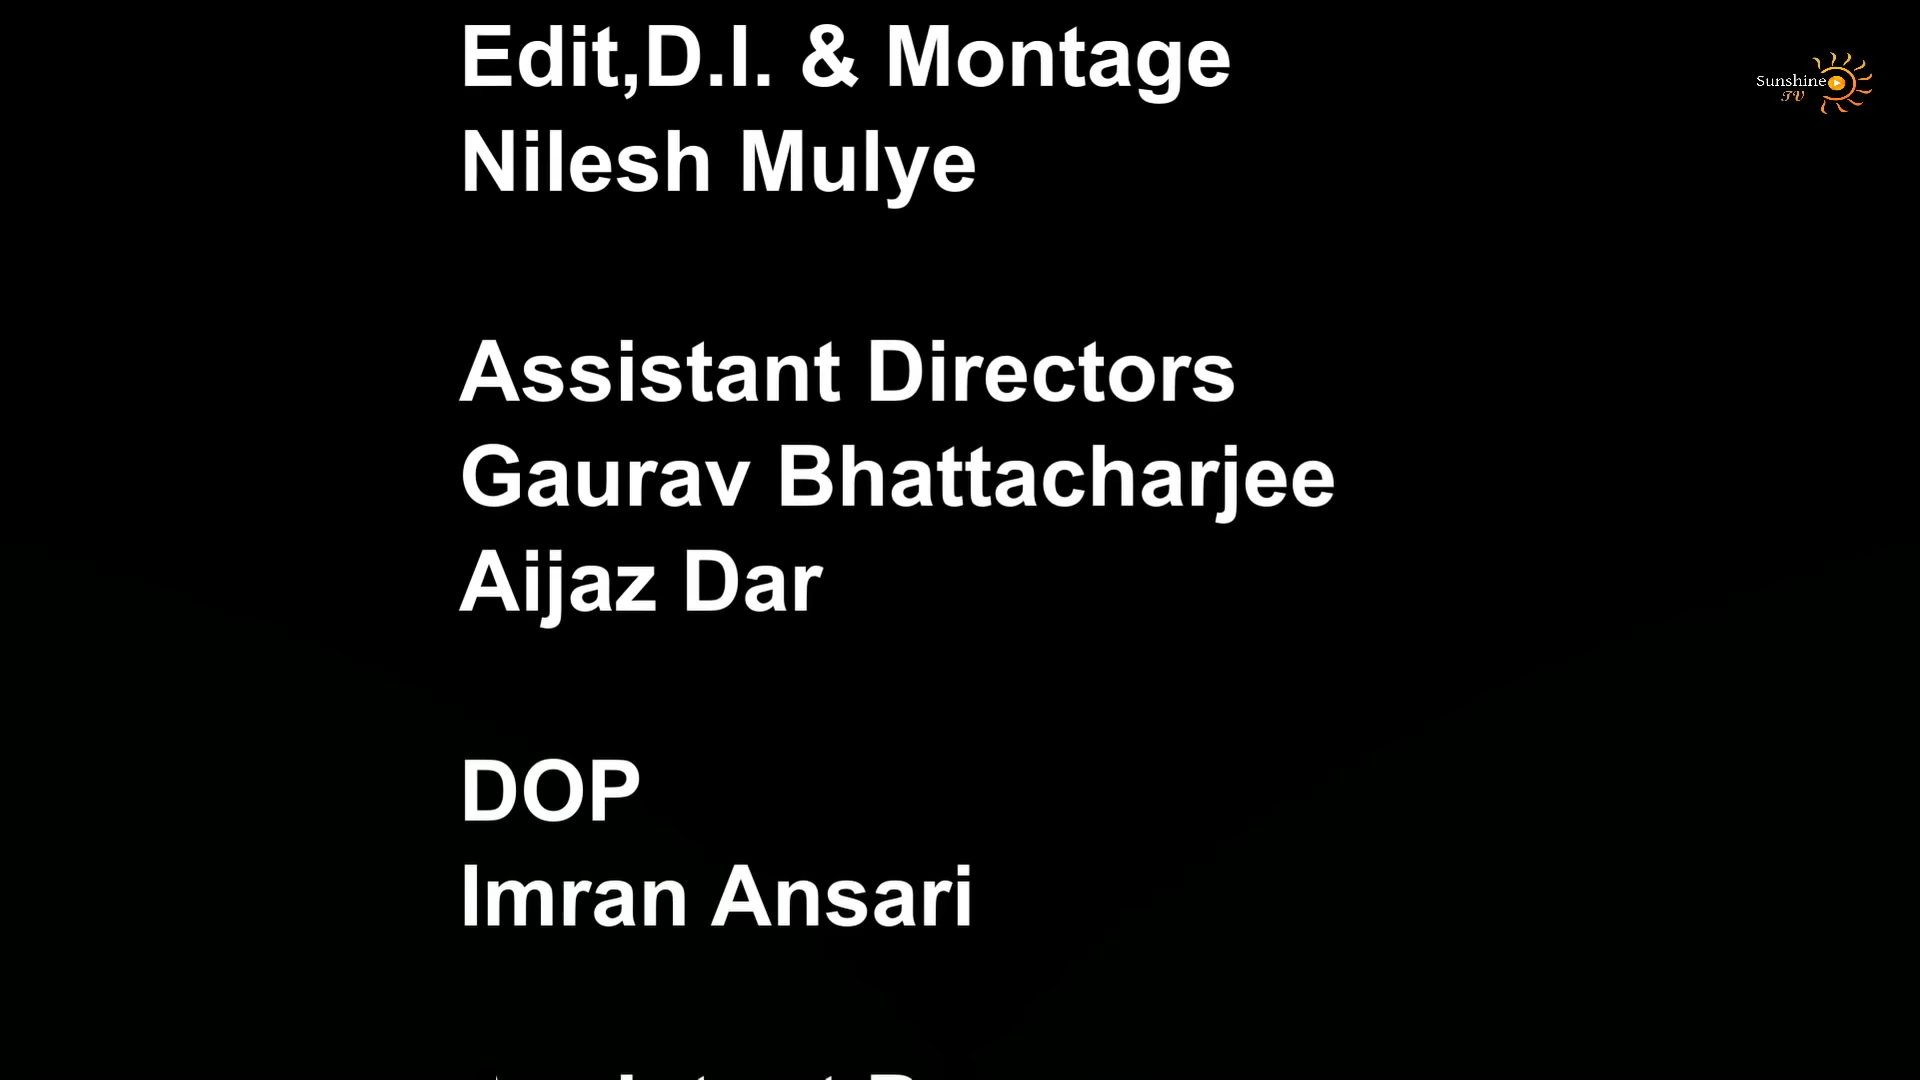 Edit,D.I. & Montage
Nilesh Mulye
Sunshine
TV
Assistant Directors
Gaurav Bhattacharjee
Aijaz Dar
DOP
Imran Ansari